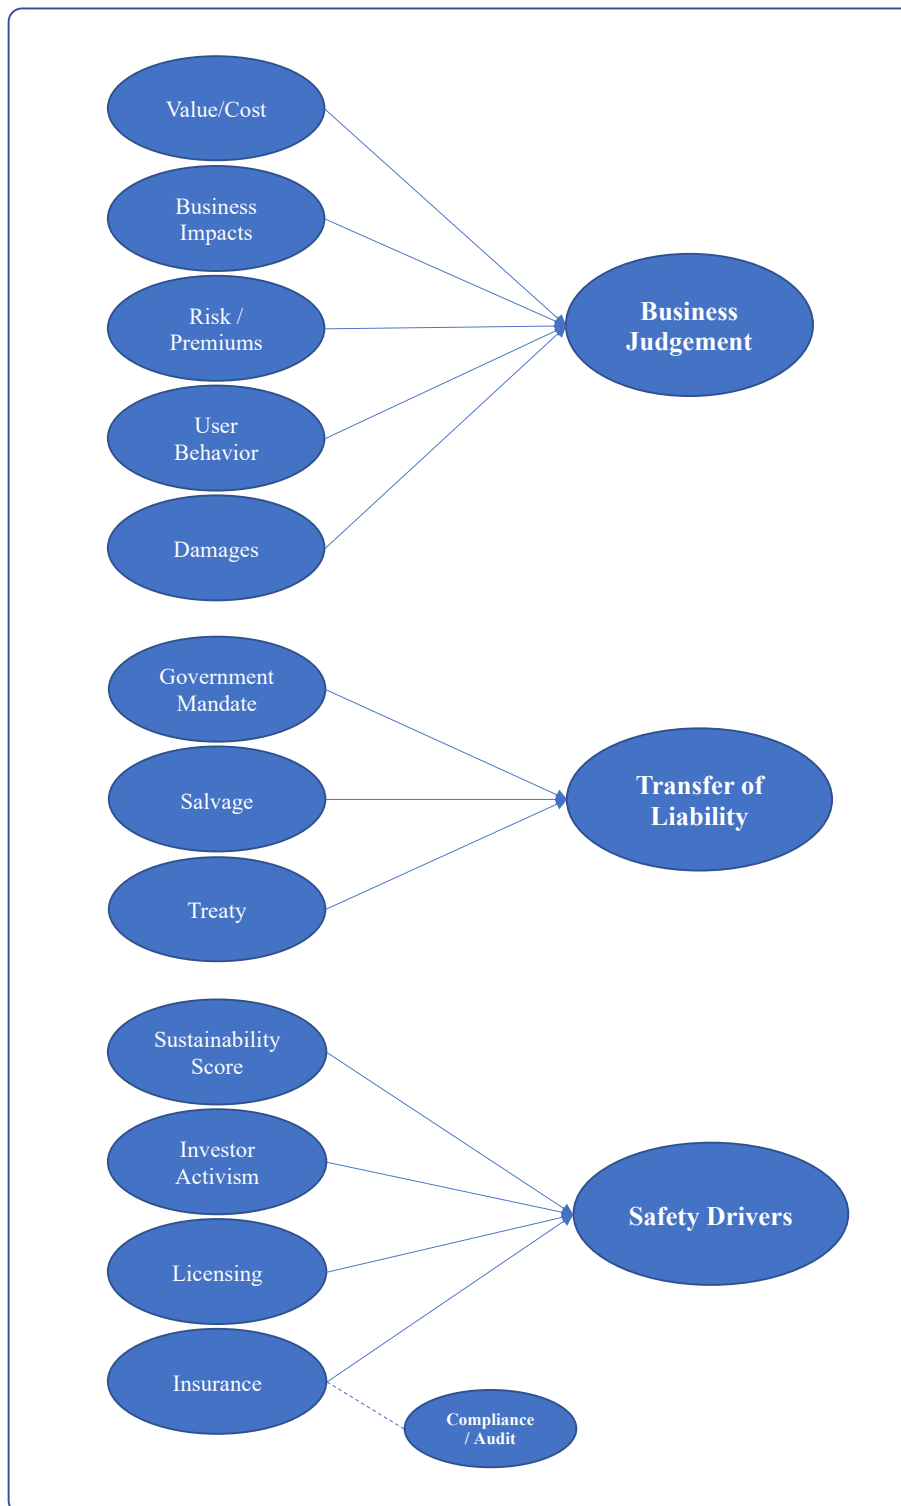 Value/Cost
Business
Impacts
Risk /
Premiums
User
Behavior
Damages
Business
Judgement
Government
Mandate
Salvage
Treaty
Transfer of
Liability
Sustainability
Score
Investor
Activism
Licensing
Insurance
Safety Drivers
Compliance
/ Audit